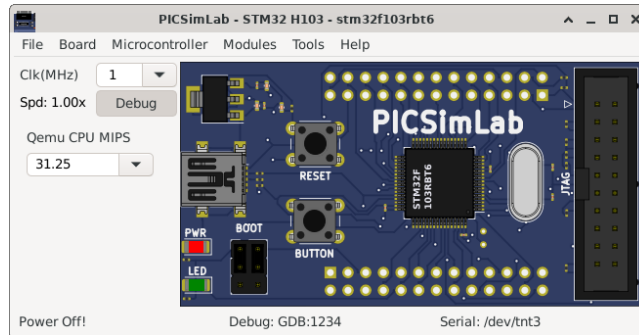 PICSimLab - STM32 H103 - stm32f103rbt6
File Board Microcontroller Modules Tools Help
Clk(MHz) 1
Spd: 1.00x Debug
Qemu CPU MIPS
31.25
PICSimLab
RESET
STM32F
103RBT6
JTAG
PWR
BOOT
BUTTON
LED
Power Off! Debug: GDB:1234 Serial: /dev/tnt3